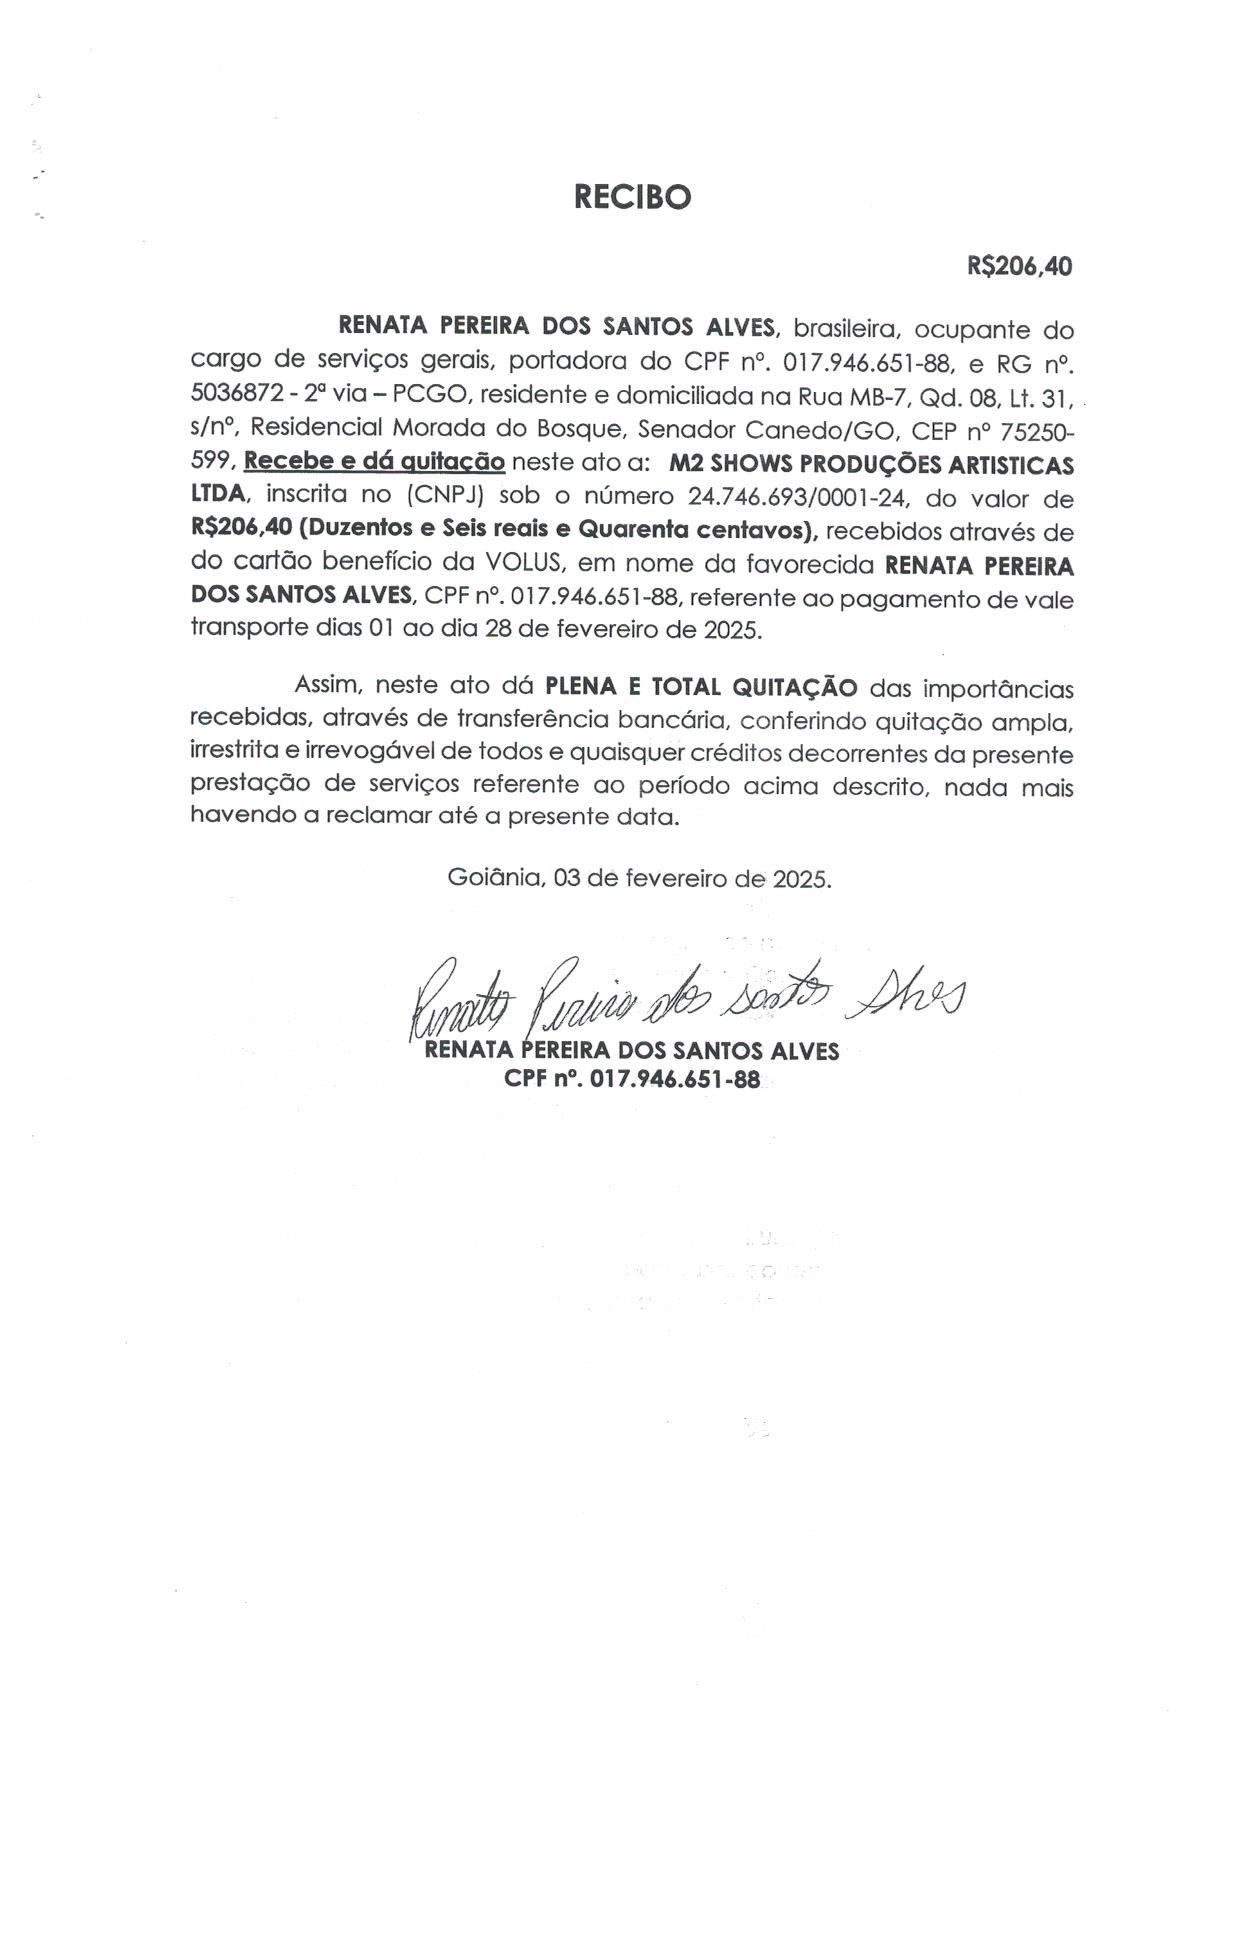 RECIBO
R$206,40
RENATA PEREIRA DOS SANTOS ALVES, brasileira, ocupante do
cargo de serviços gerais, portadora do CPF nº. 017.946.651-88, e RG nº.
5036872 - 2ª via – PCGO, residente e domiciliada na Rua MB-7, Qd. 08, Lt. 31,
s/nº, Residencial Morada do Bosque, Senador Canedo/GO, CEP nº 75250-
599, Recebe e dá quitação neste ato a: M2 SHOWS PRODUÇÕES ARTISTICAS
LTDA, inscrita no (CNPJ) sob o número 24.746.693/0001-24, do valor de
R$206,40 (Duzentos e Seis reais e Quarenta centavos), recebidos através de
do cartão benefício da VOLUS, em nome da favorecida RENATA PEREIRA
DOS SANTOS ALVES, CPF nº. 017.946.651-88, referente ao pagamento de vale
transporte dias 01 ao dia 28 de fevereiro de 2025.
Assim, neste ato dá PLENA E TOTAL QUITAÇÃO das importâncias
recebidas, através de transferência bancária, conferindo quitação ampla,
irrestrita e irrevogável de todos e quaisquer créditos decorrentes da presente
prestação de serviços referente ao período acima descrito, nada mais
havendo a reclamar até a presente data.
Goiânia, 03 de fevereiro de 2025.
Renata Pereira dos Santos Alves
RENATA PEREIRA DOS SANTOS ALVES
CPF nº. 017.946.651-88